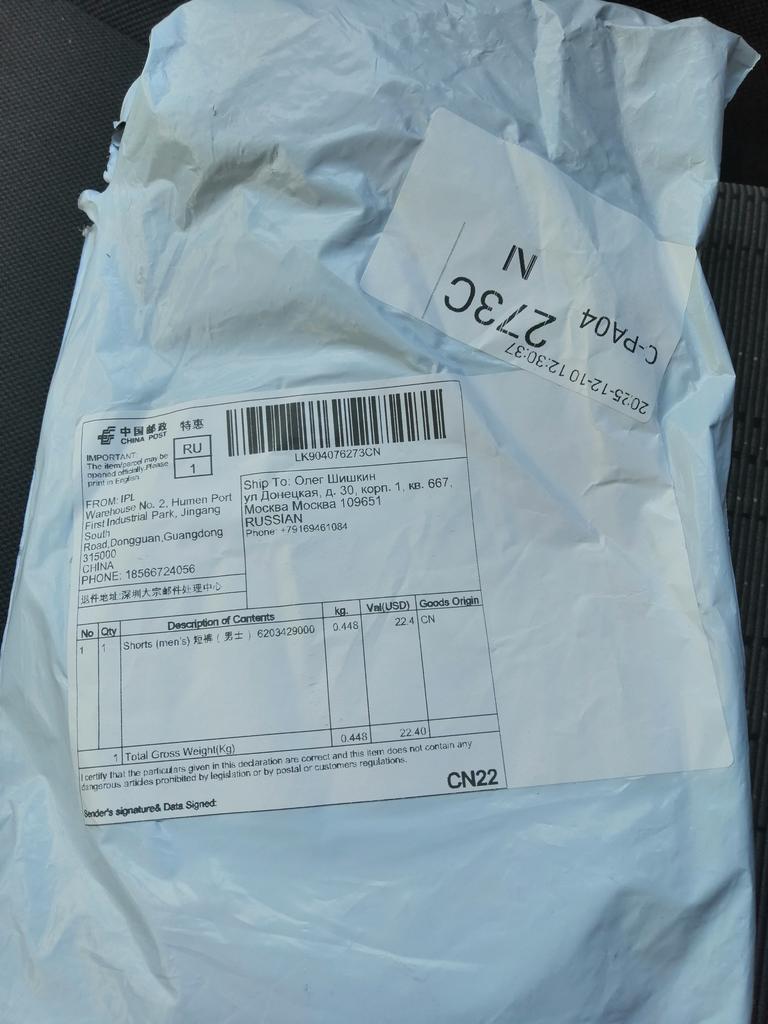 2025-12-10 12:30:37
C-PA04
273C
N
中国邮政
CHINA POST
特惠
IMPORTANT:
The item/parcel may be
opened officially.Please
print in English
RU
1
LK904076273CN
FROM: IPL
Warehouse No. 2, Humen Port
First Industrial Park, Jingang
South
Road,Dongguan,Guangdong
315000
CHINA
PHONE: 18566724056
退件地址:深圳大宗邮件处理中心
Ship To: Олег Шишкин
ул Донецкая, д. 30, корп. 1, кв. 667,
Москва Москва 109651
RUSSIAN
Phone: +79169461084
No Qty Description of Contents kg. Val(USD) Goods Origin
1 1 Shorts (men's) 短裤 ( 男士 ) 6203429000 0.448 22.4 CN
1 Total Gross Weight(Kg) 0.448 22.40
I certify that the particulars given in this declaration are correct and this item does not contain any
dangerous articles prohibited by legislation or by postal or customers regulations.
Sender's signature& Data Signed:
CN22